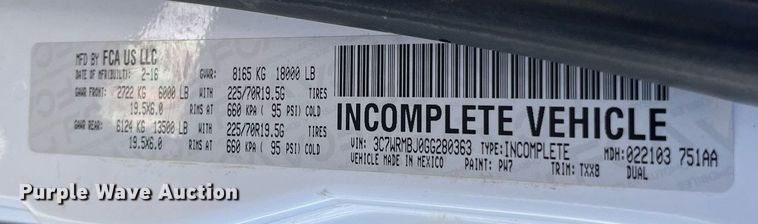 MFD BY FCA US LLC
DATE OF MFR(BUILT): 2-16 GVWR: 8165 KG 18000 LB
GAWR FRONT: 2722 KG 6000 LB WITH 225/70R19.5G TIRES
19.5X6.0 RIMS AT 660 KPA ( 95 PSI) COLD
GAWR REAR: 6124 KG 13500 LB WITH 225/70R19.5G TIRES
19.5X6.0 RIMS AT 660 KPA ( 95 PSI) COLD
INCOMPLETE VEHICLE
VIN: 3C7WRMBJ0GG280363 TYPE:INCOMPLETE MDH:022103 751AA
VEHICLE MADE IN MEXICO PAINT: PW7 TRIM: TXX8 DUAL
Purple Wave Auction
Purple Wave Auction